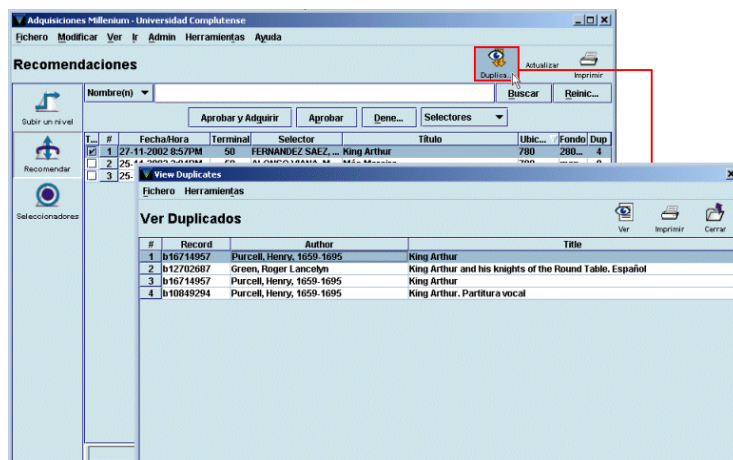 Adquisiciones Millenium - Universidad Complutense
Fichero Modificar Ver Ir Admin Herramientas Ayuda
Recomendaciones
Duplica... Actualizar Imprimir
Nombre(n) Buscar Reinic...
Aprobar y Adquirir Aprobar Dene... Selectores
Subir un nivel
Recomendar
Seleccionadores
T... # Fecha/Hora Terminal Selector Título Ubic... Fondo Dup
1 27-11-2002 8:57PM 50 FERNANDEZ SAEZ, ... King Arthur 780 280... 4
2 25-11-2002
3 25-
View Duplicates
Fichero Herramientas
Ver Duplicados
Ver Imprimir Cerrar
# Record Author Title
1 b16714957 Purcell, Henry, 1659-1695 King Arthur
2 b12702687 Green, Roger Lancelyn King Arthur and his knights of the Round Table. Español
3 b16714957 Purcell, Henry, 1659-1695 King Arthur
4 b10849294 Purcell, Henry, 1659-1695 King Arthur. Partitura vocal